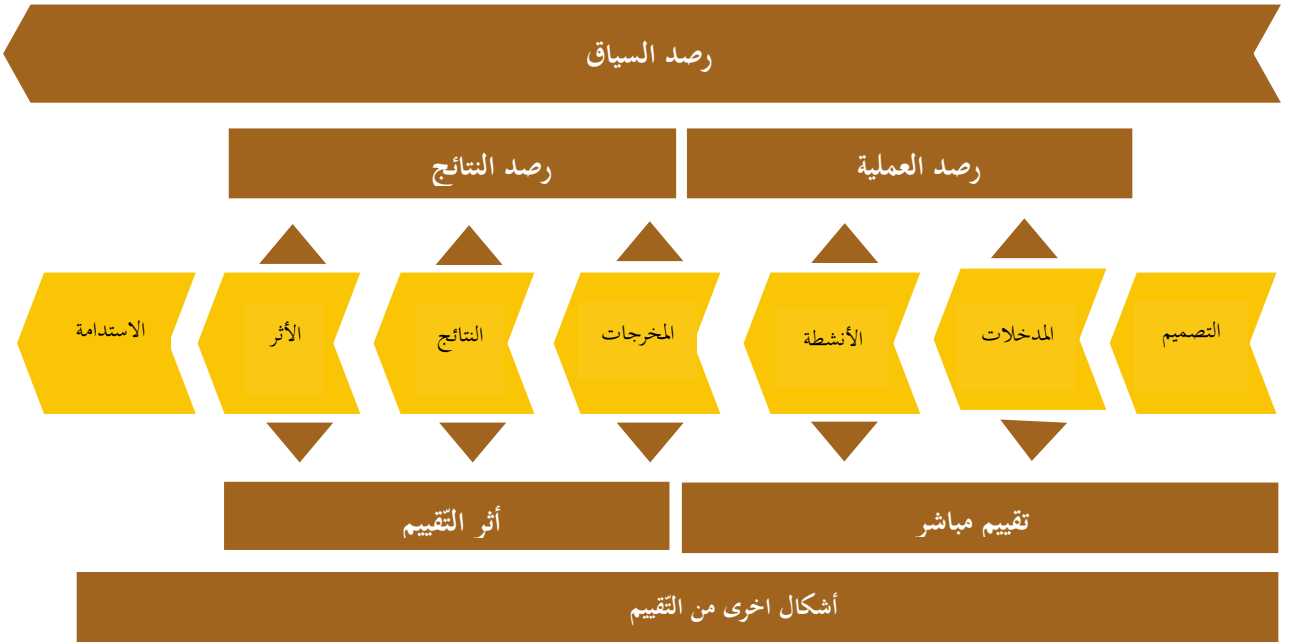 رصد السياق
رصد العملية
رصد النتائج
التصميم
المدخلات
الأنشطة
المخرجات
النتائج
الأثر
الاستدامة
تقييم مباشر
أثر التّقييم
أشكال اخرى من التّقييم